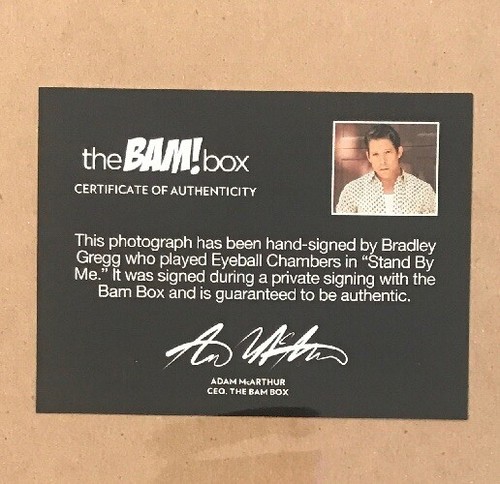 the BAM! box
CERTIFICATE OF AUTHENTICITY
This photograph has been hand-signed by Bradley
Gregg who played Eyeball Chambers in "Stand By
Me." It was signed during a private signing with the
Bam Box and is guaranteed to be authentic.
ADAM McARTHUR
CEO, THE BAM BOX